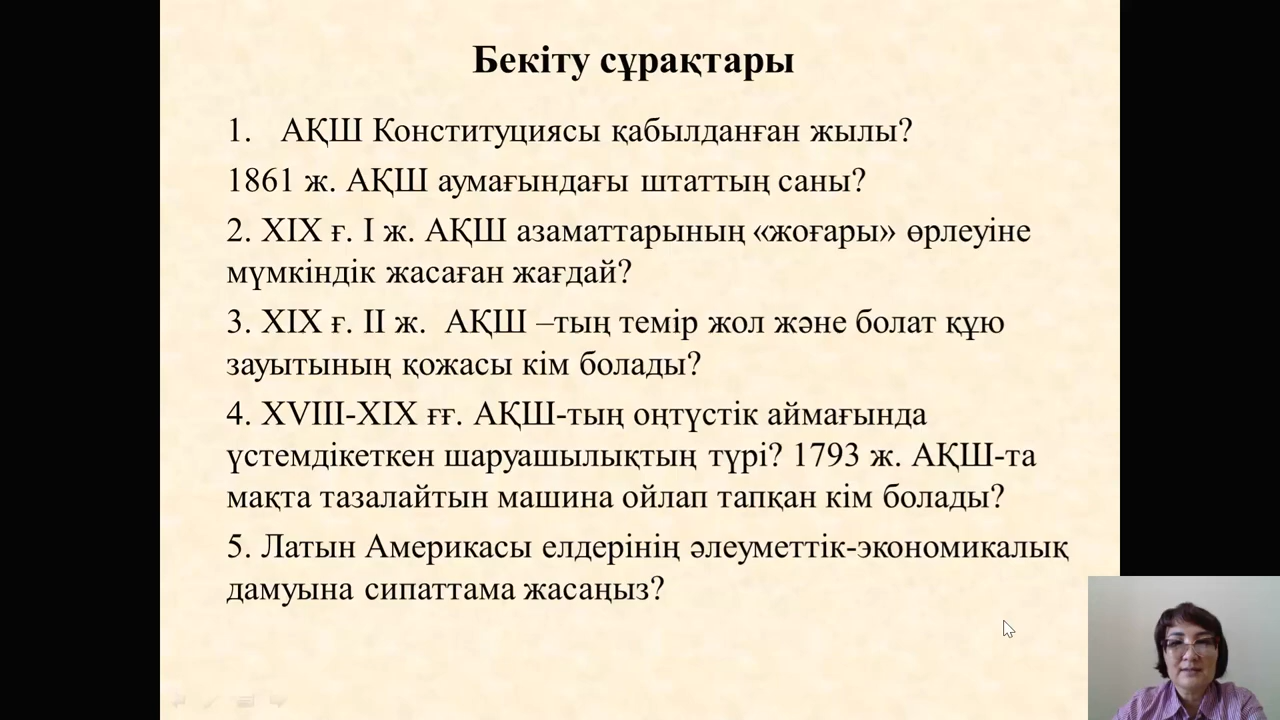 Бекіту сұрақтары
1. АҚШ Конституциясы қабылданған жылы?
1861 ж. АҚШ аумағындағы штаттың саны?
2. XIX ғ. I ж. АҚШ азаматтарының «жоғары» өрлеуіне
мүмкіндік жасаған жағдай?
3. XIX ғ. II ж. АҚШ –тың темір жол және болат құю
зауытының қожасы кім болады?
4. XVIII-XIX ғғ. АҚШ-тың оңтүстік аймағында
үстемдікеткен шаруашылықтың түрі? 1793 ж. АҚШ-та
мақта тазалайтын машина ойлап тапқан кім болады?
5. Латын Америкасы елдерінің әлеуметтік-экономикалық
дамуына сипаттама жасаңыз?